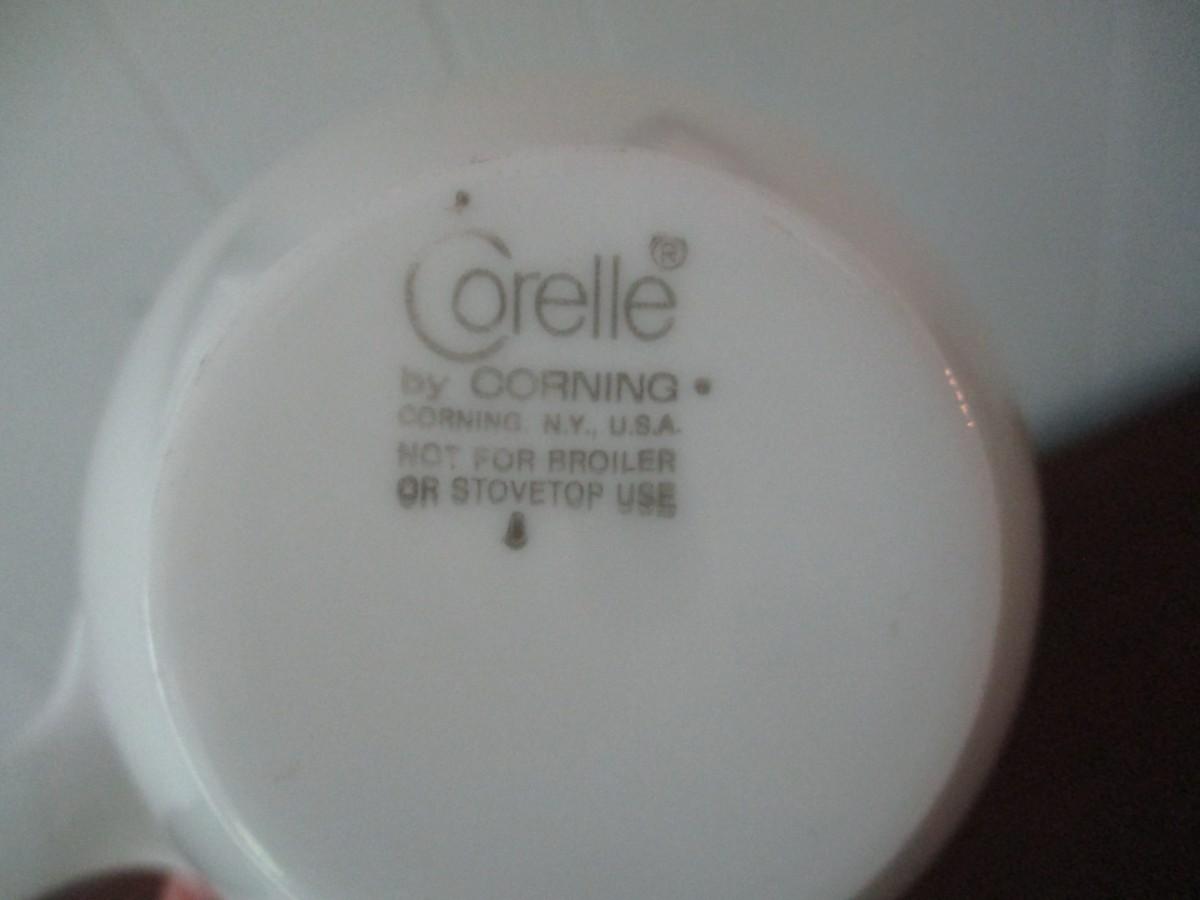 Corelle®
by CORNING
CORNING. N.Y., U.S.A.
NOT FOR BROILER
OR STOVETOP USE